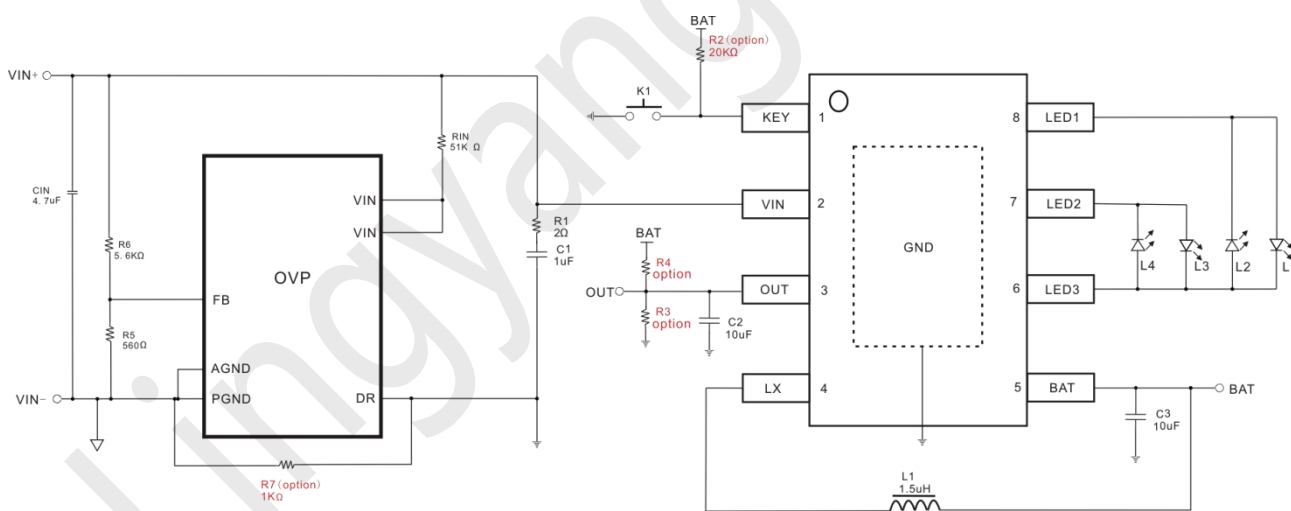 VIN+
CIN
4.7uF
R6
5.6KΩ
R5
560Ω
VIN−
RIN
51K Ω
VIN
VIN
OVP
FB
AGND
PGND
DR
R7(option)
1KΩ
R1
2Ω
C1
1uF
BAT
R2(option)
20KΩ
K1
BAT
R4
option
OUT
R3
option
C2
10uF
KEY
1
VIN
2
OUT
3
LX
4
GND
8
LED1
7
LED2
6
LED3
5
BAT
L4
L3
L2
L
C3
10uF
BAT
L1
1.5uH
Lingyang